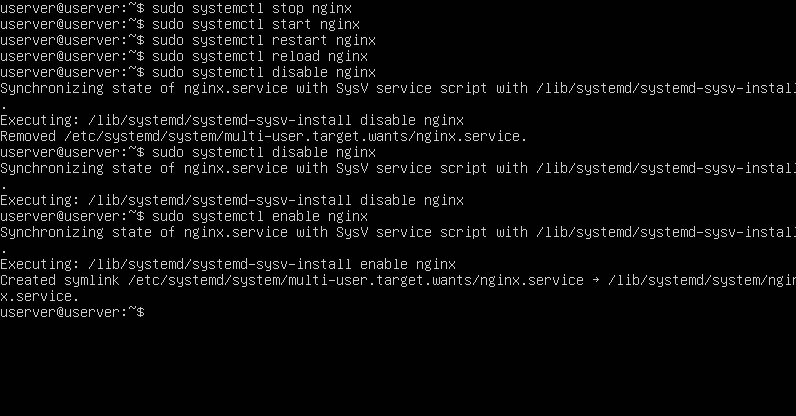 userver@userver:~$ sudo systemctl stop nginx
userver@userver:~$ sudo systemctl start nginx
userver@userver:~$ sudo systemctl restart nginx
userver@userver:~$ sudo systemctl reload nginx
userver@userver:~$ sudo systemctl disable nginx
Synchronizing state of nginx.service with SysV service script with /lib/systemd/systemd-sysv-install
.
Executing: /lib/systemd/systemd-sysv-install disable nginx
Removed /etc/systemd/system/multi-user.target.wants/nginx.service.
userver@userver:~$ sudo systemctl disable nginx
Synchronizing state of nginx.service with SysV service script with /lib/systemd/systemd-sysv-install
.
Executing: /lib/systemd/systemd-sysv-install disable nginx
userver@userver:~$ sudo systemctl enable nginx
Synchronizing state of nginx.service with SysV service script with /lib/systemd/systemd-sysv-install
.
Executing: /lib/systemd/systemd-sysv-install enable nginx
Created symlink /etc/systemd/system/multi-user.target.wants/nginx.service → /lib/systemd/system/ngin
x.service.
userver@userver:~$